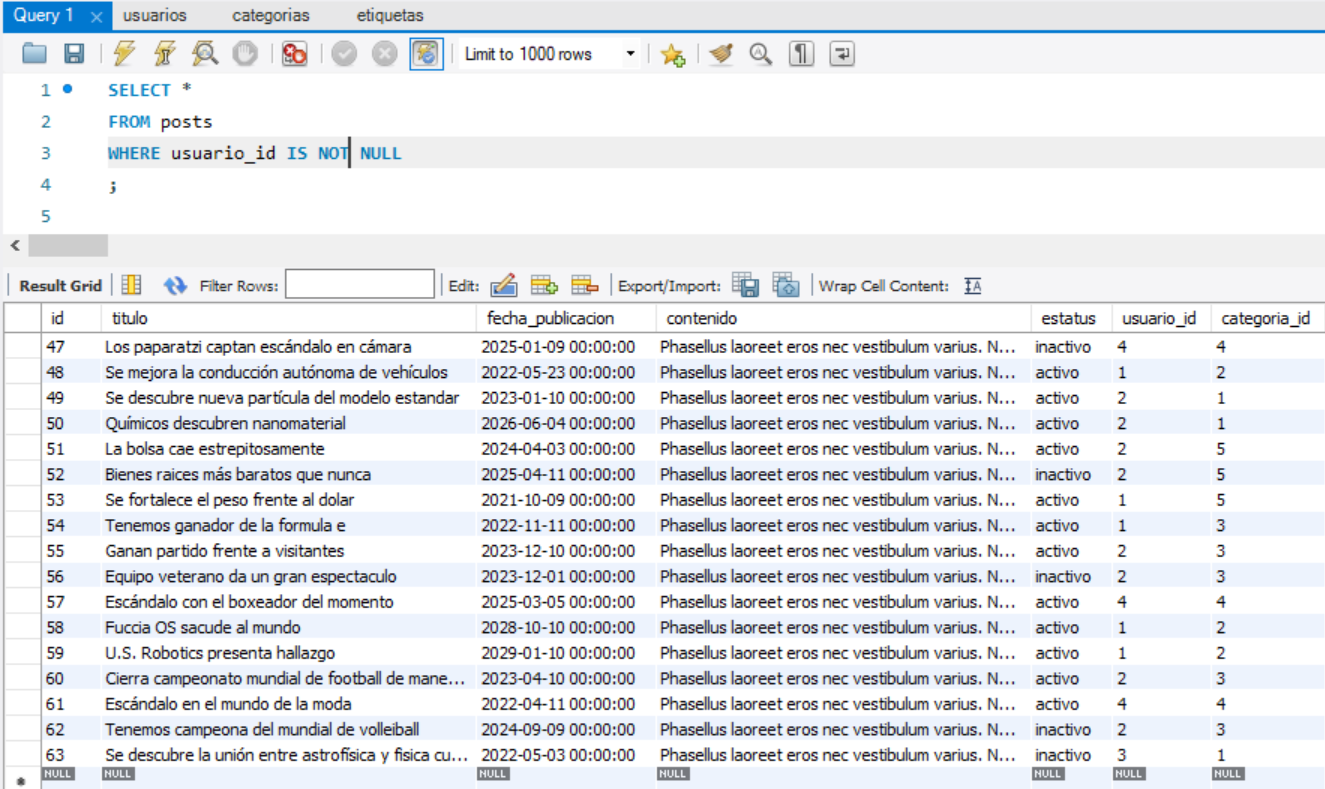 Query 1 usuarios categorias etiquetas
Limit to 1000 rows
1 SELECT *
2 FROM posts
3 WHERE usuario_id IS NOT NULL
4 ;
5
Result Grid Filter Rows: Edit: Export/Import: Wrap Cell Content:
id titulo fecha_publicacion contenido estatus usuario_id categoria_id
47 Los paparatzi captan escándalo en cámara 2025-01-09 00:00:00 Phasellus laoreet eros nec vestibulum varius. N... inactivo 4 4
48 Se mejora la conducción autónoma de vehículos 2022-05-23 00:00:00 Phasellus laoreet eros nec vestibulum varius. N... activo 1 2
49 Se descubre nueva partícula del modelo estandar 2023-01-10 00:00:00 Phasellus laoreet eros nec vestibulum varius. N... activo 2 1
50 Químicos descubren nanomaterial 2026-06-04 00:00:00 Phasellus laoreet eros nec vestibulum varius. N... activo 2 1
51 La bolsa cae estrepitosamente 2024-04-03 00:00:00 Phasellus laoreet eros nec vestibulum varius. N... activo 2 5
52 Bienes raices más baratos que nunca 2025-04-11 00:00:00 Phasellus laoreet eros nec vestibulum varius. N... inactivo 2 5
53 Se fortalece el peso frente al dolar 2021-10-09 00:00:00 Phasellus laoreet eros nec vestibulum varius. N... activo 1 5
54 Tenemos ganador de la formula e 2022-11-11 00:00:00 Phasellus laoreet eros nec vestibulum varius. N... activo 1 3
55 Ganan partido frente a visitantes 2023-12-10 00:00:00 Phasellus laoreet eros nec vestibulum varius. N... activo 2 3
56 Equipo veterano da un gran espectaculo 2023-12-01 00:00:00 Phasellus laoreet eros nec vestibulum varius. N... inactivo 2 3
57 Escándalo con el boxeador del momento 2025-03-05 00:00:00 Phasellus laoreet eros nec vestibulum varius. N... activo 4 4
58 Fuccia OS sacude al mundo 2028-10-10 00:00:00 Phasellus laoreet eros nec vestibulum varius. N... activo 1 2
59 U.S. Robotics presenta hallazgo 2029-01-10 00:00:00 Phasellus laoreet eros nec vestibulum varius. N... activo 1 2
60 Cierra campeonato mundial de football de mane... 2023-04-10 00:00:00 Phasellus laoreet eros nec vestibulum varius. N... activo 2 3
61 Escándalo en el mundo de la moda 2022-04-11 00:00:00 Phasellus laoreet eros nec vestibulum varius. N... activo 4 4
62 Tenemos campeona del mundial de volleiball 2024-09-09 00:00:00 Phasellus laoreet eros nec vestibulum varius. N... inactivo 2 3
63 Se descubre la unión entre astrofísica y fisica cu... 2022-05-03 00:00:00 Phasellus laoreet eros nec vestibulum varius. N... inactivo 3 1
NULL NULL NULL NULL NULL NULL NULL